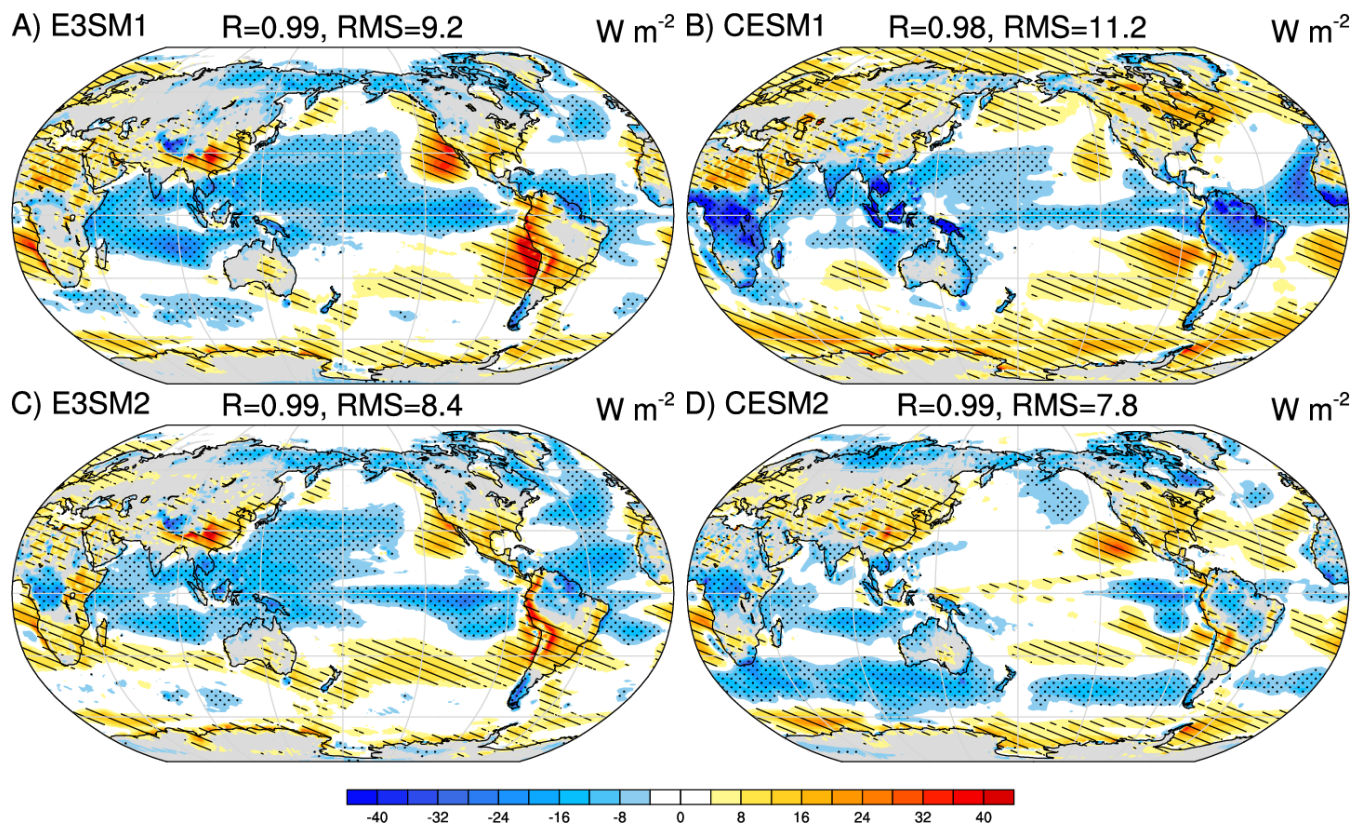 A) E3SM1 R=0.99, RMS=9.2 W m-2
B) CESM1 R=0.98, RMS=11.2 W m-2
C) E3SM2 R=0.99, RMS=8.4 W m-2
D) CESM2 R=0.99, RMS=7.8 W m-2
-40 -32 -24 -16 -8 0 8 16 24 32 40